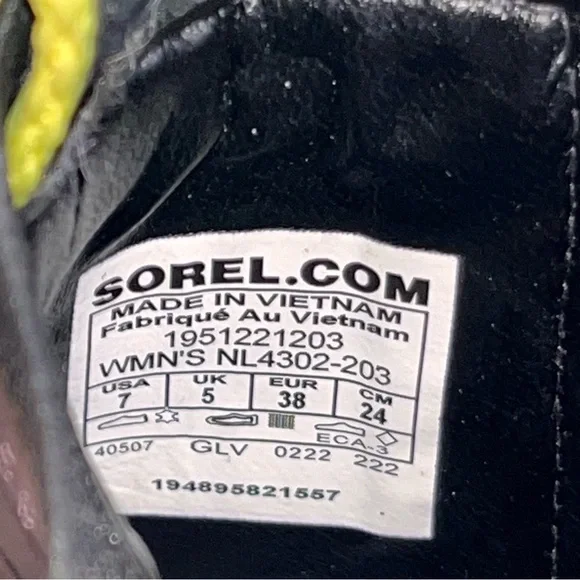 SOREL.COM
MADE IN VIETNAM
Fabriqué Au Vietnam
1951221203
WMN'S NL4302-203
USA UK EUR CM
7 5 38 24
ECA-3
40507 GLV 0222 222
194895821557